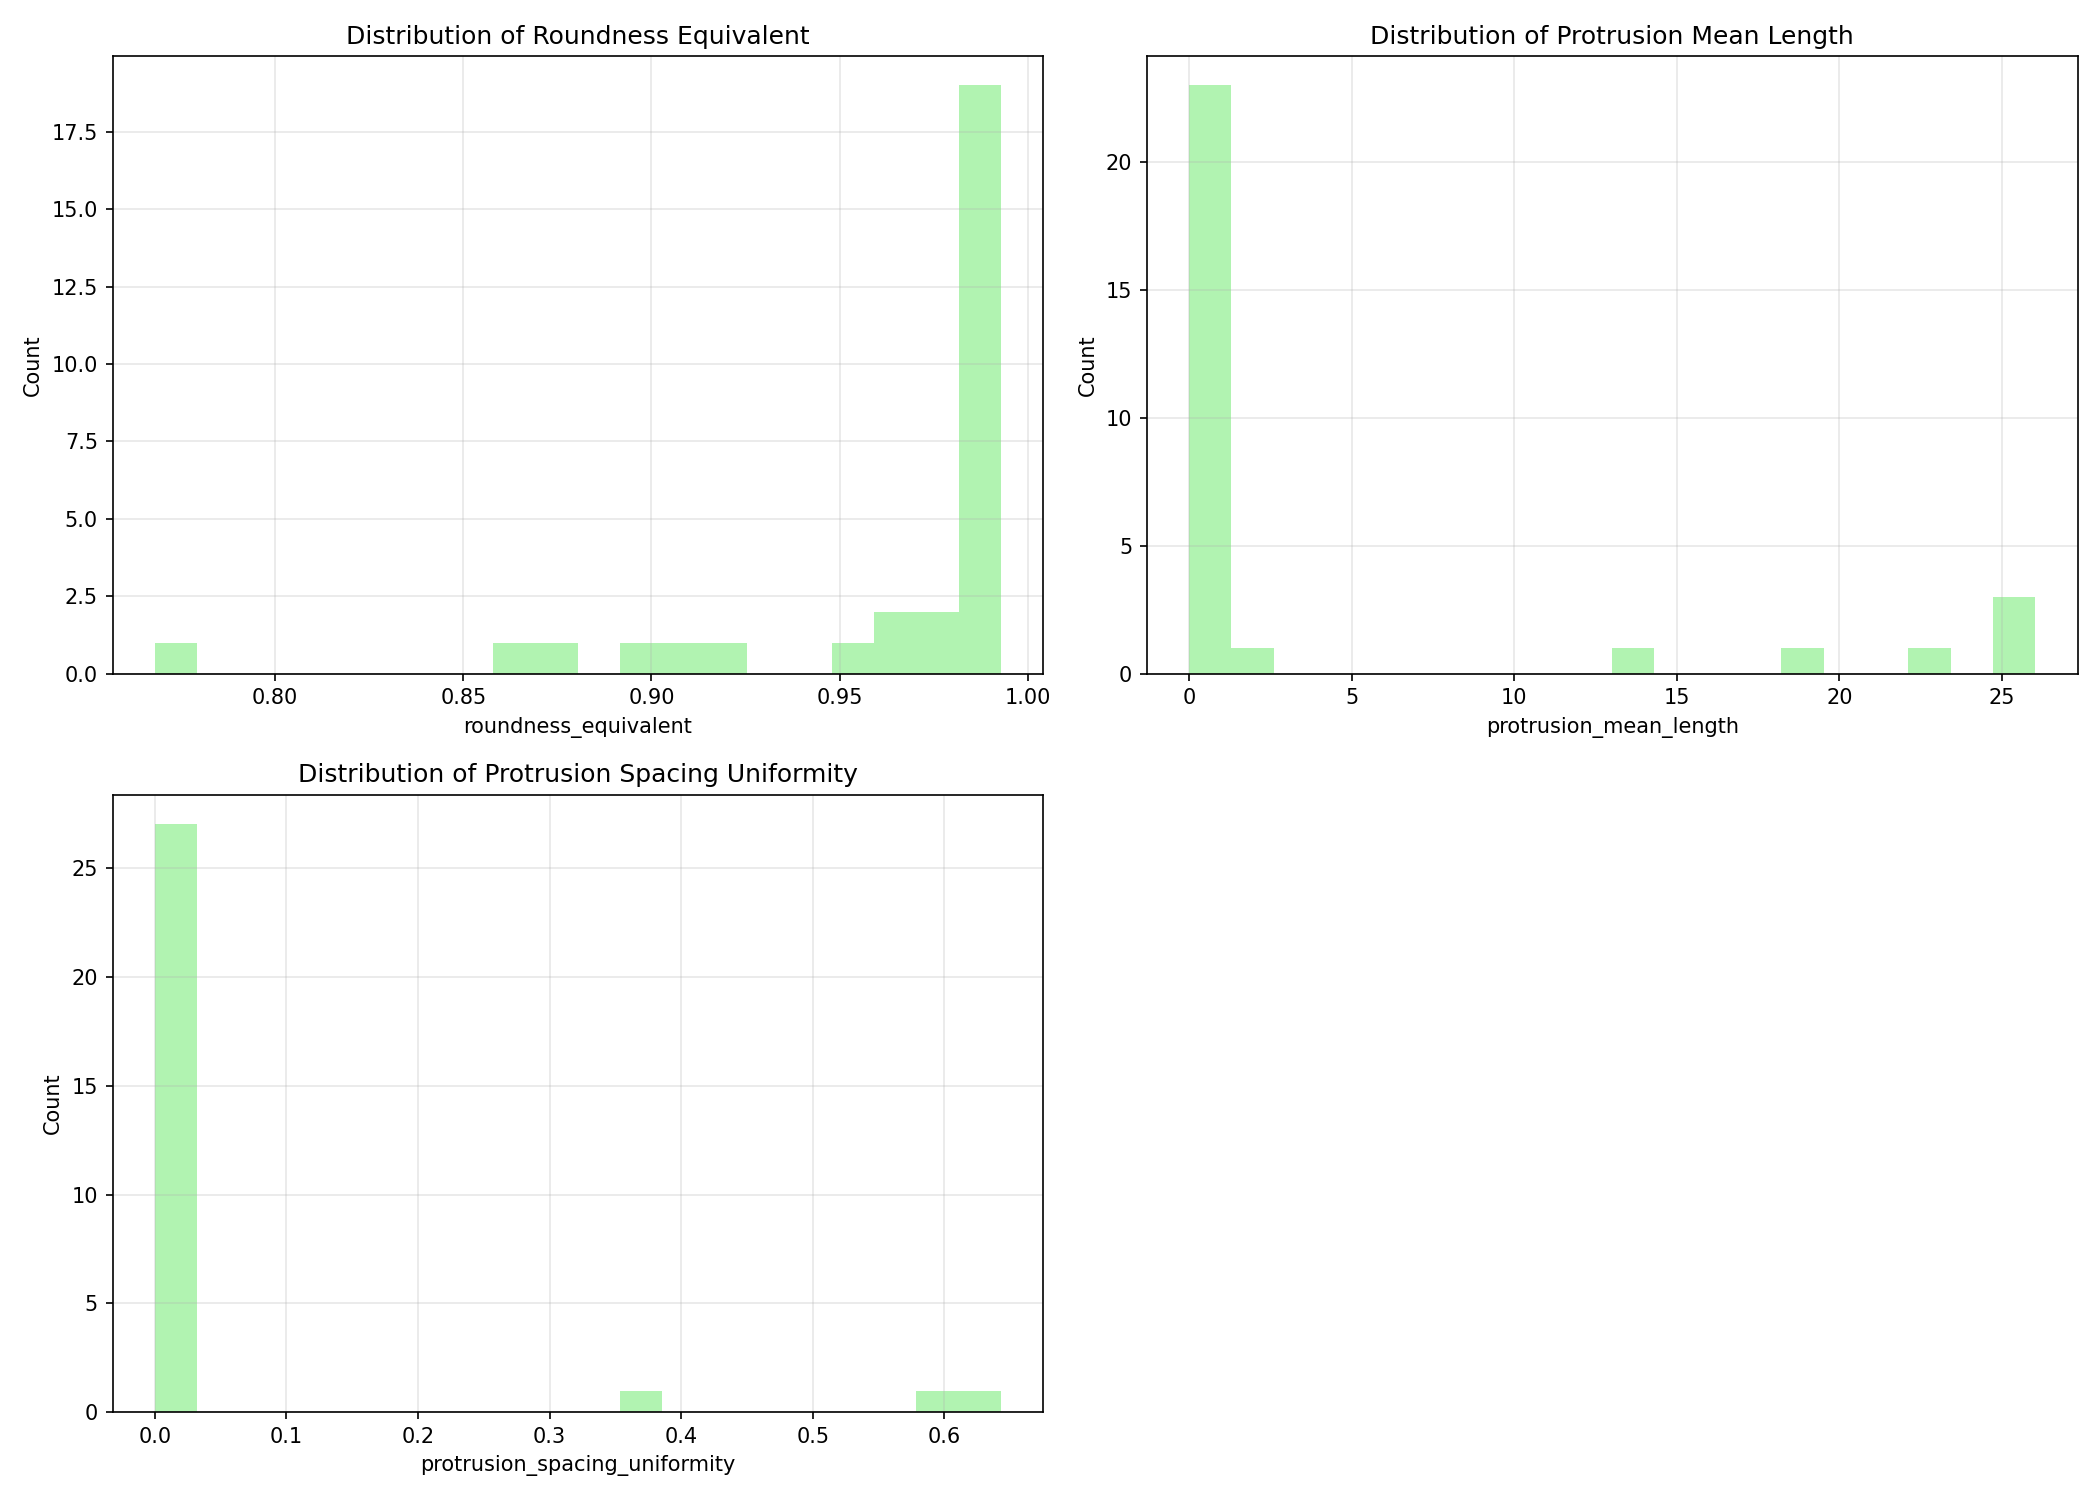 Distribution of Roundness Equivalent
Count
17.5
15.0
12.5
10.0
7.5
5.0
2.5
0.0
0.80 0.85 0.90 0.95 1.00
roundness_equivalent
Distribution of Protrusion Mean Length
Count
20
15
10
5
0
0 5 10 15 20 25
protrusion_mean_length
Distribution of Protrusion Spacing Uniformity
Count
25
20
15
10
5
0
0.0 0.1 0.2 0.3 0.4 0.5 0.6
protrusion_spacing_uniformity